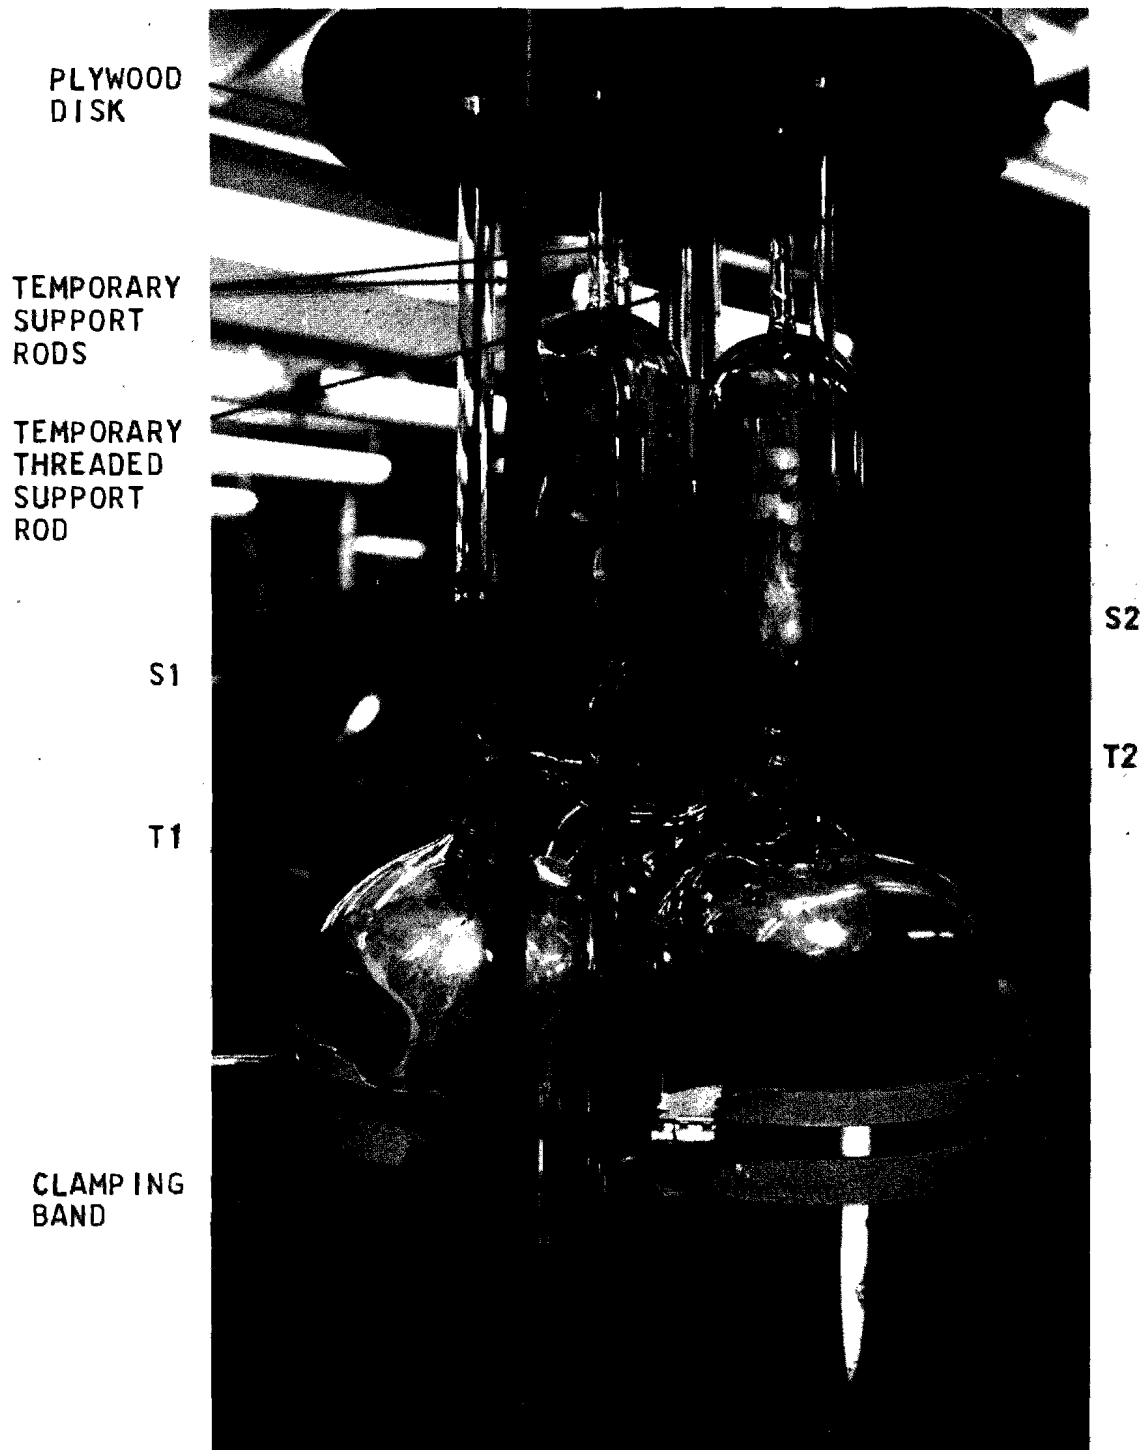 PLYWOOD
DISK
TEMPORARY
SUPPORT
RODS
TEMPORARY
THREADED
SUPPORT
ROD
S2
S1
T2
T1
CLAMPING
BAND